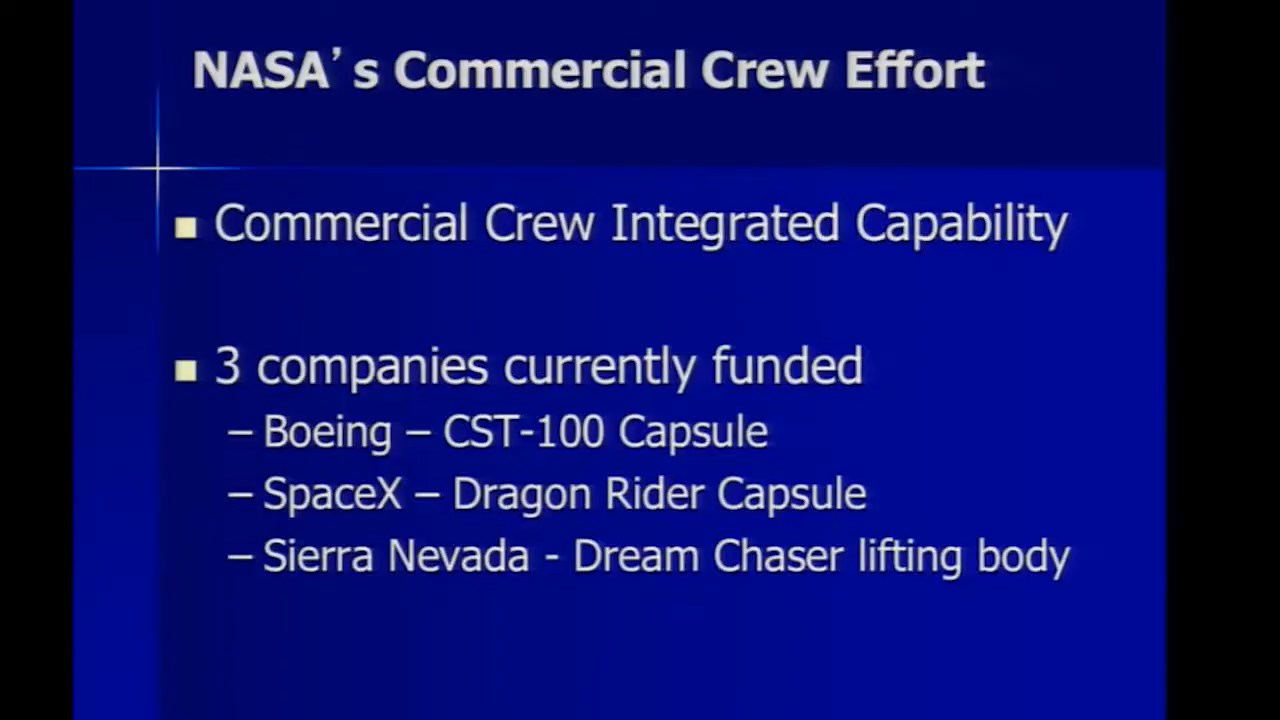 NASA's Commercial Crew Effort
■ Commercial Crew Integrated Capability
■ 3 companies currently funded
– Boeing – CST-100 Capsule
– SpaceX – Dragon Rider Capsule
– Sierra Nevada - Dream Chaser lifting body